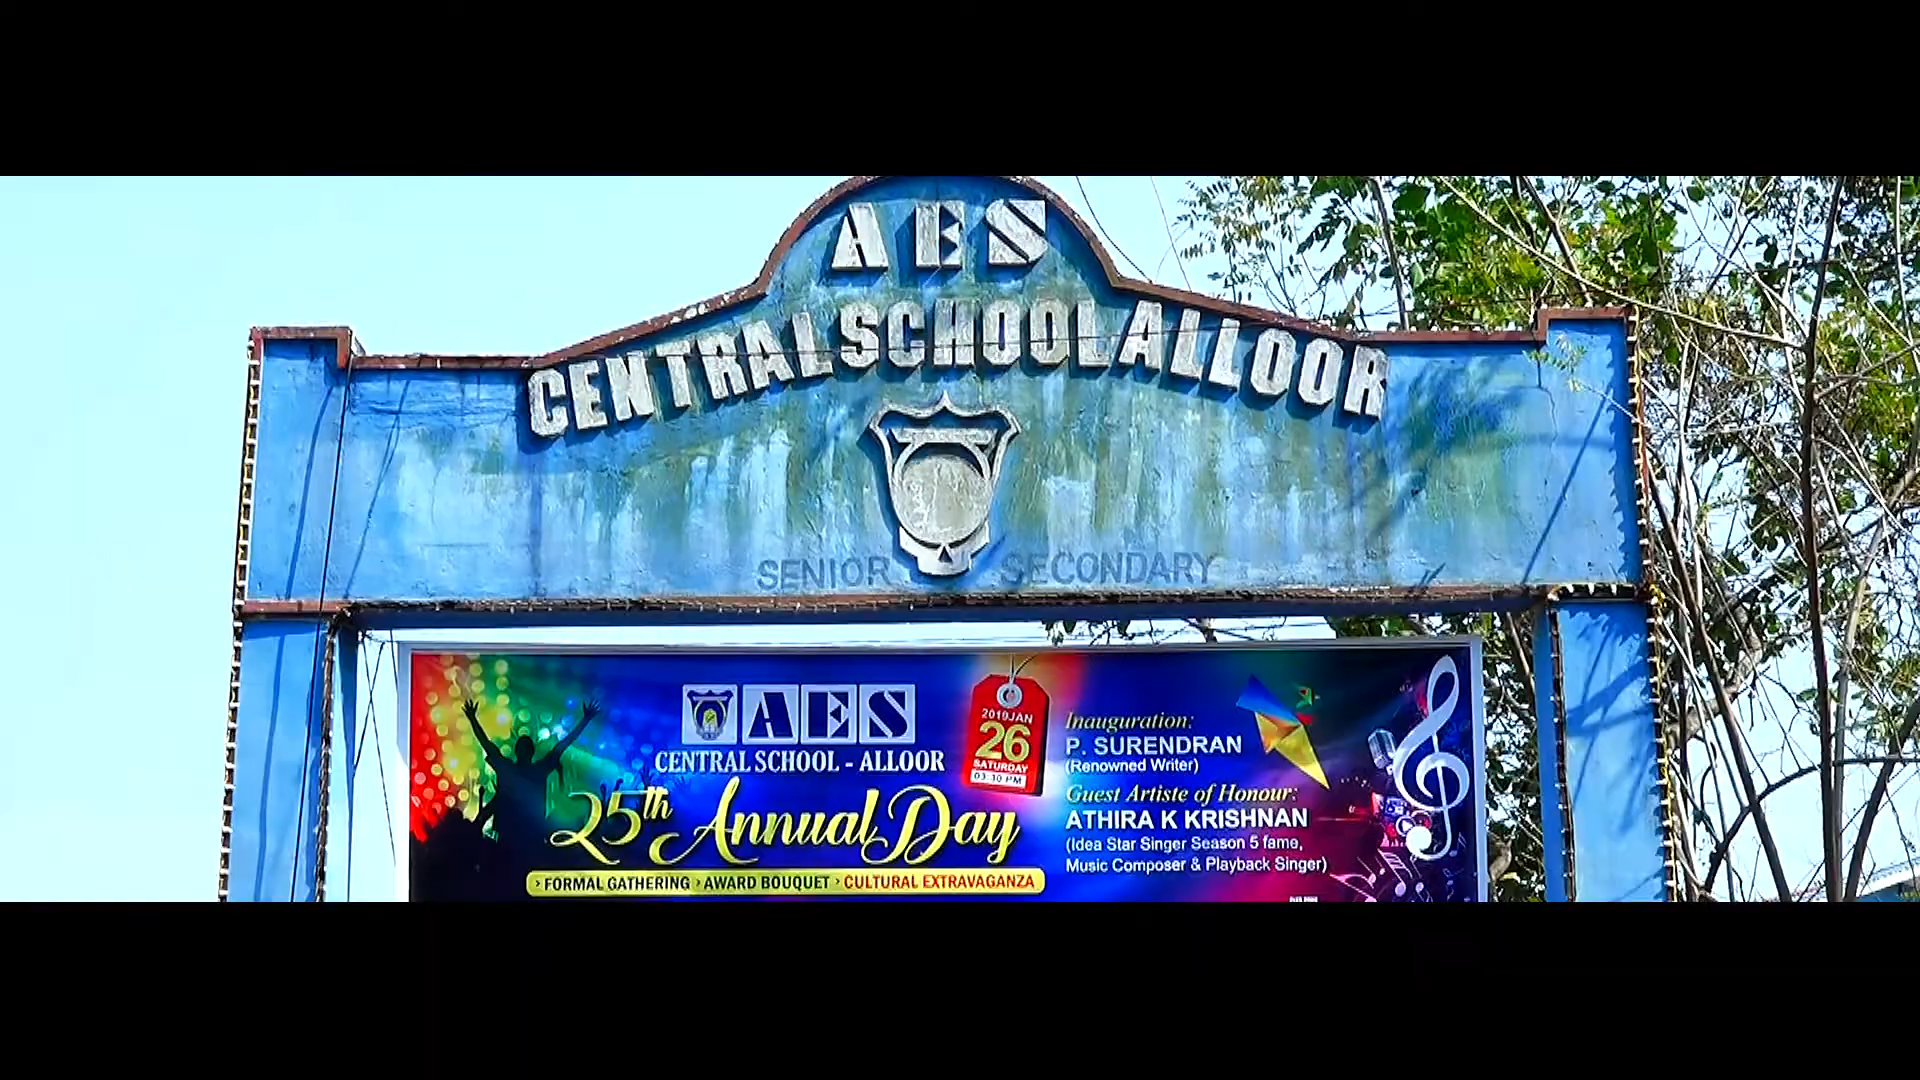 AES
CENTRAL SCHOOL ALLOOR
SENIOR SECONDARY
AES
CENTRAL SCHOOL - ALLOOR
25th Annual Day
› FORMAL GATHERING › AWARD BOUQUET › CULTURAL EXTRAVAGANZA
2019 JAN
26
SATURDAY
03:30 PM
Inauguration:
P. SURENDRAN
(Renowned Writer)
Guest Artiste of Honour:
ATHIRA K KRISHNAN
(Idea Star Singer Season 5 fame,
Music Composer & Playback Singer)